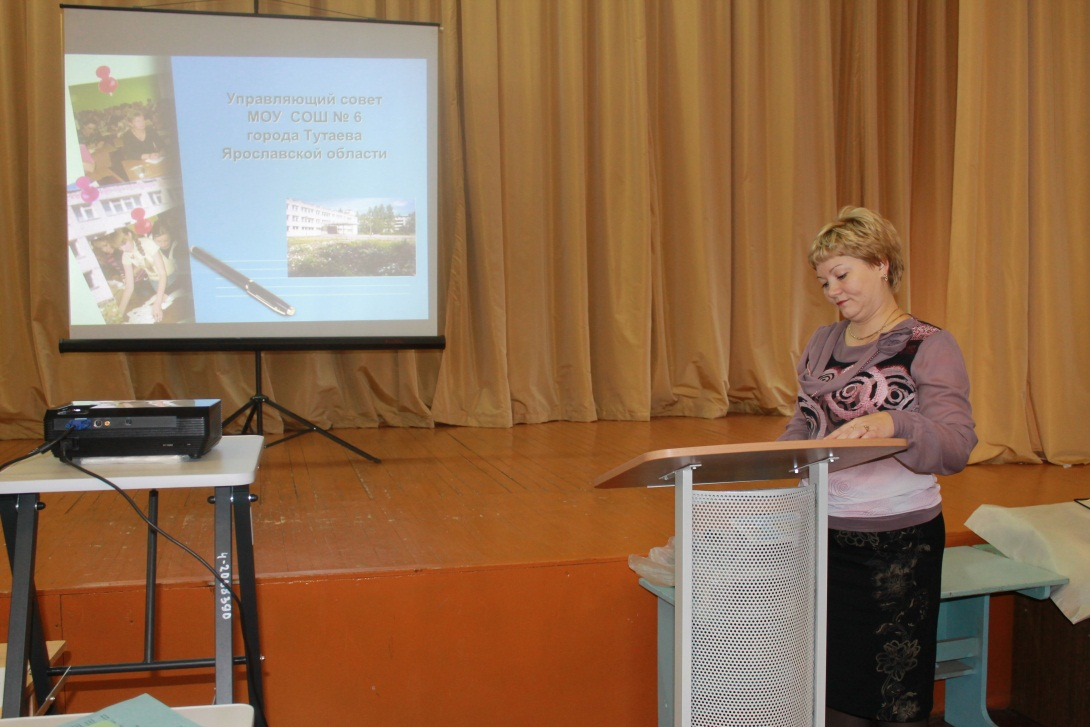 Управляющий совет
МОУ СОШ № 6
города Тутаева
Ярославской области